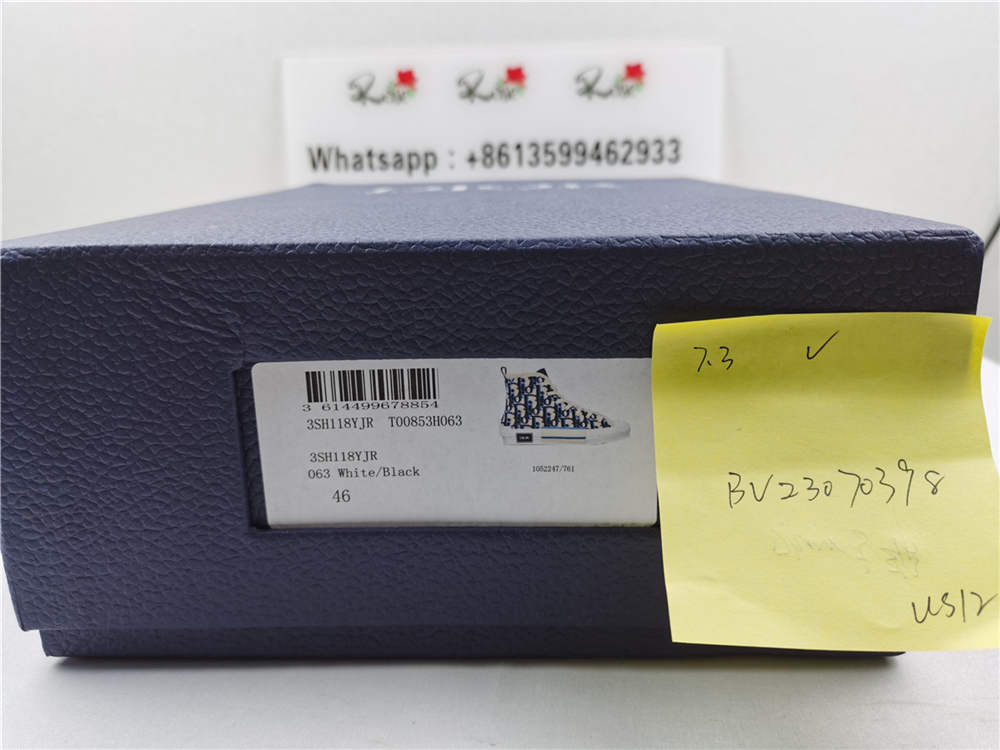 Whatsapp : +8613599462933
3 614499678854
3SH118YJR T00853H063
3SH118YJR
063 White/Black
46
1052247/761
7.3 ✓
BV23070398
US12